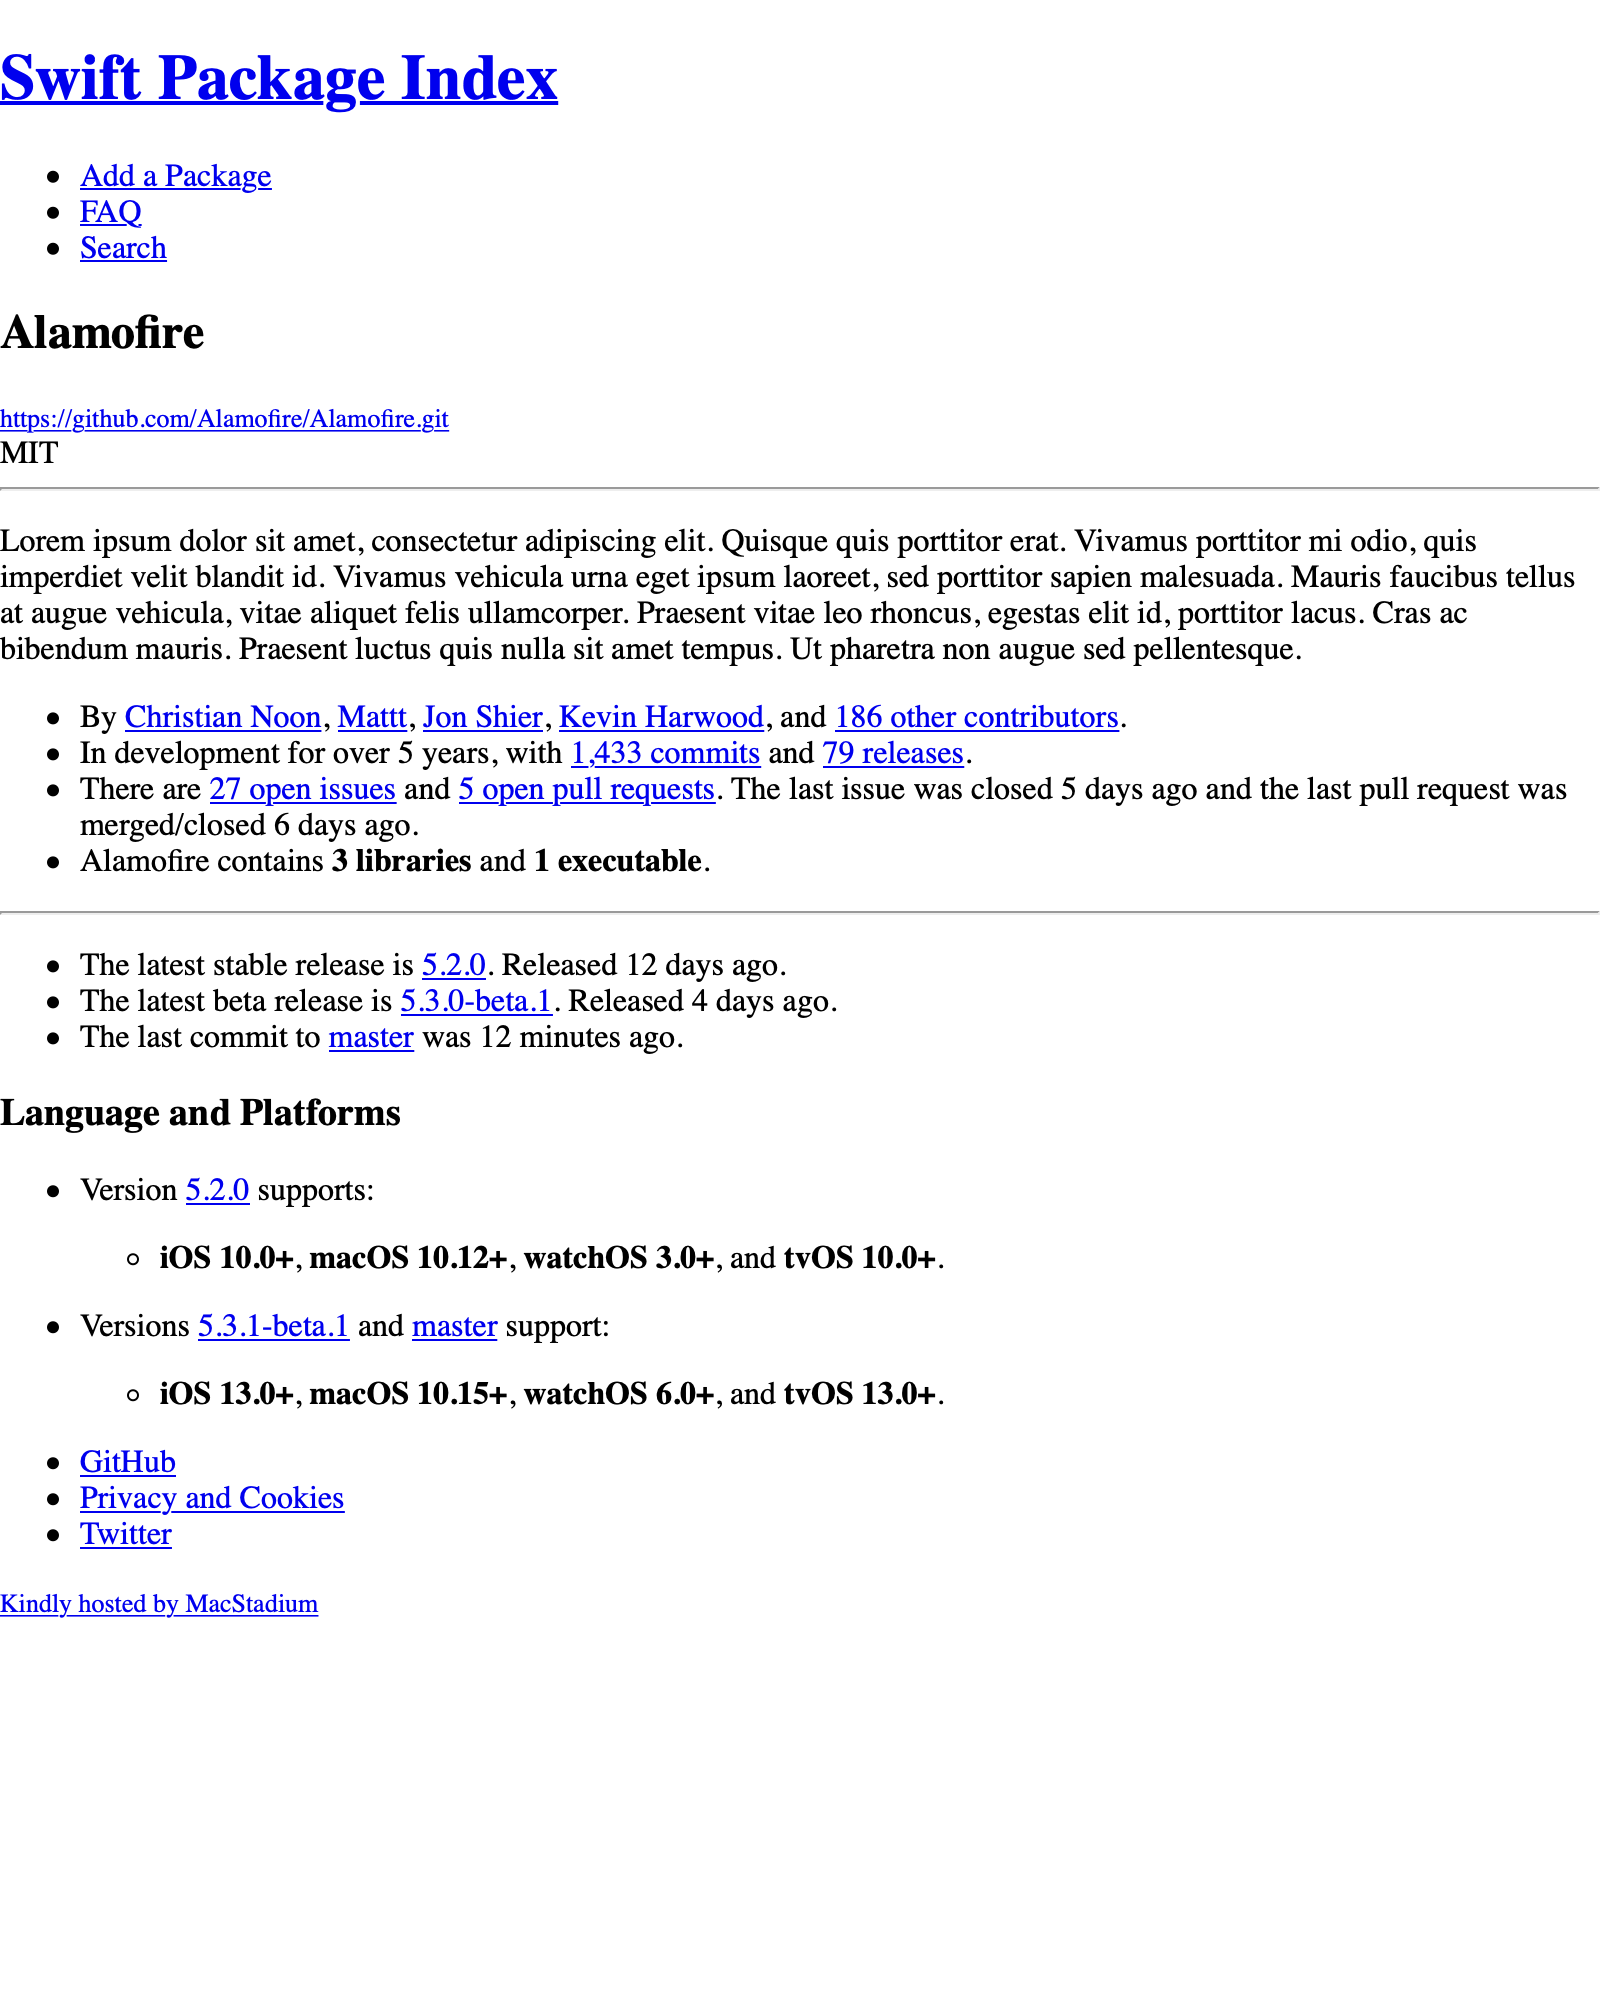 Swift Package Index
Add a Package
FAQ
Search
Alamofire
https://github.com/Alamofire/Alamofire.git
MIT
Lorem ipsum dolor sit amet, consectetur adipiscing elit. Quisque quis porttitor erat. Vivamus porttitor mi odio, quis
imperdiet velit blandit id. Vivamus vehicula urna eget ipsum laoreet, sed porttitor sapien malesuada. Mauris faucibus tellus
at augue vehicula, vitae aliquet felis ullamcorper. Praesent vitae leo rhoncus, egestas elit id, porttitor lacus. Cras ac
bibendum mauris. Praesent luctus quis nulla sit amet tempus. Ut pharetra non augue sed pellentesque.
By Christian Noon, Mattt, Jon Shier, Kevin Harwood, and 186 other contributors.
In development for over 5 years, with 1,433 commits and 79 releases.
There are 27 open issues and 5 open pull requests. The last issue was closed 5 days ago and the last pull request was
merged/closed 6 days ago.
Alamofire contains 3 libraries and 1 executable.
The latest stable release is 5.2.0. Released 12 days ago.
The latest beta release is 5.3.0-beta.1. Released 4 days ago.
The last commit to master was 12 minutes ago.
Language and Platforms
Version 5.2.0 supports:
iOS 10.0+, macOS 10.12+, watchOS 3.0+, and tvOS 10.0+.
Versions 5.3.1-beta.1 and master support:
iOS 13.0+, macOS 10.15+, watchOS 6.0+, and tvOS 13.0+.
GitHub
Privacy and Cookies
Twitter
Kindly hosted by MacStadium